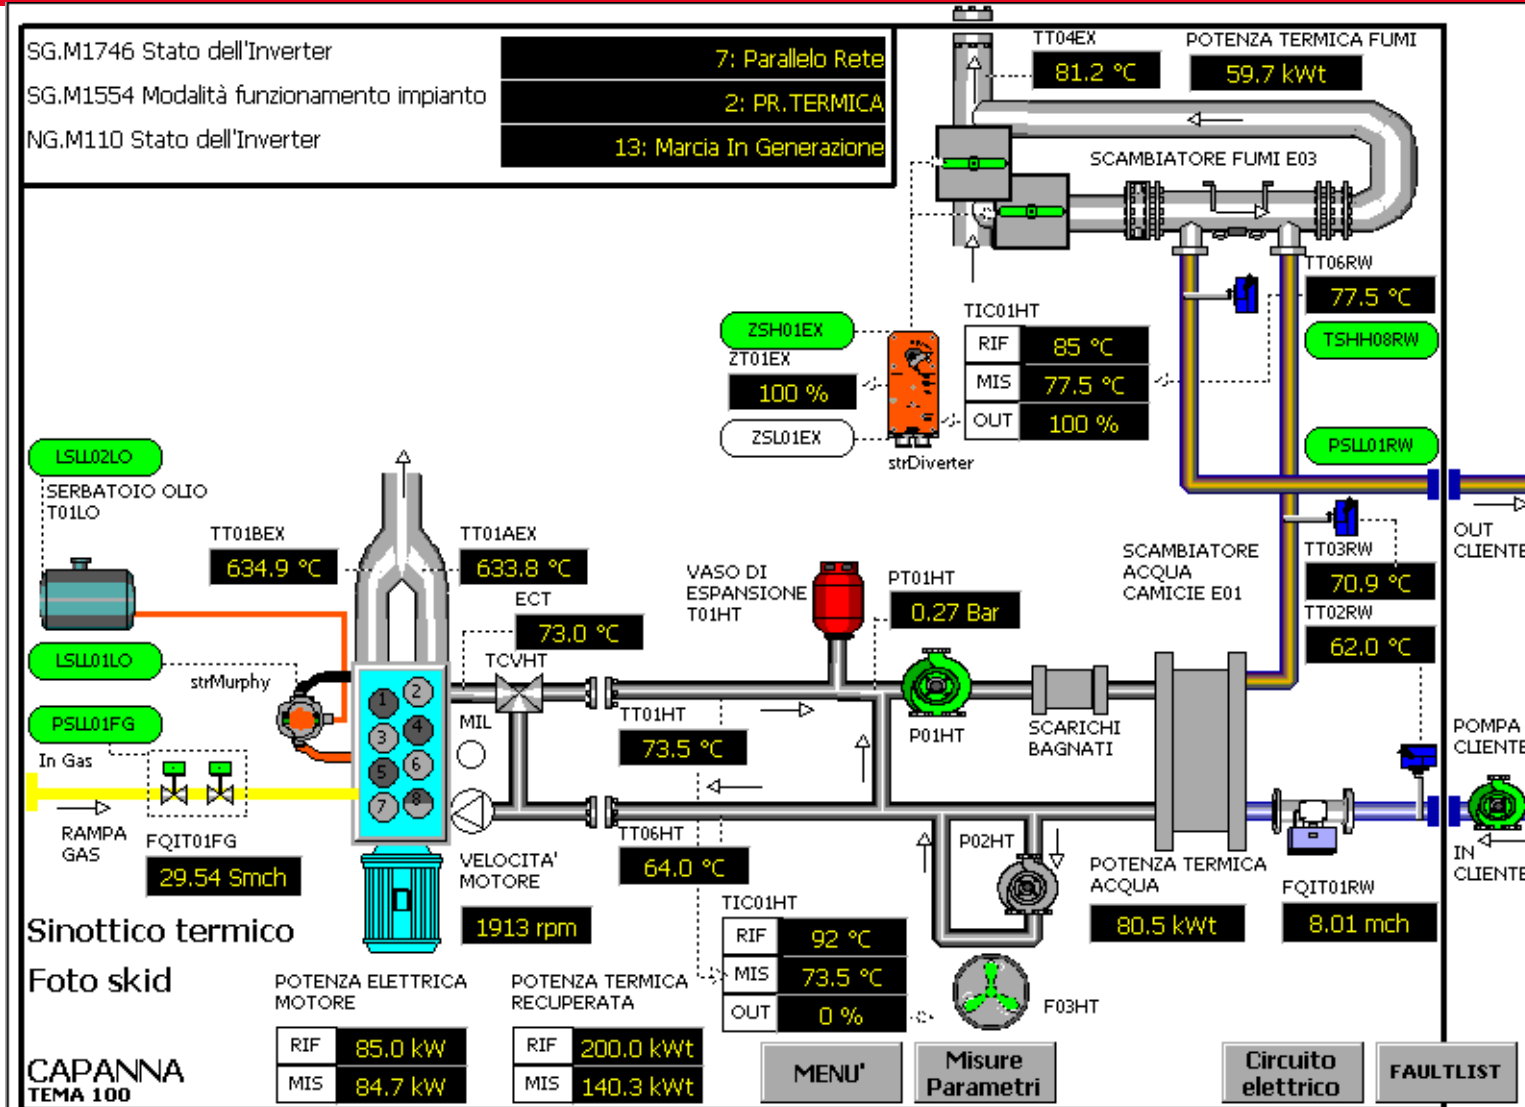 SG.M1746 Stato dell'Inverter
7: Parallelo Rete
SG.M1554 Modalità funzionamento impianto
2: PR.TERMICA
NG.M110 Stato dell'Inverter
13: Marcia In Generazione
TT04EX
81.2 °C
POTENZA TERMICA FUMI
59.7 kWt
SCAMBIATORE FUMI E03
TT06RW
77.5 °C
TSHH08RW
ZSH01EX
ZT01EX
100 %
ZSL01EX
strDiverter
TIC01HT
RIF 85 °C
MIS 77.5 °C
OUT 100 %
PSLL01RW
OUT
CLIENTE
LSLL02LO
SERBATOIO OLIO
T01LO
TT01BEX
634.9 °C
TT01AEX
633.8 °C
ECT
73.0 °C
TCVHT
VASO DI
ESPANSIONE
T01HT
PT01HT
0.27 Bar
SCAMBIATORE
ACQUA
CAMICIE E01
TT03RW
70.9 °C
TT02RW
62.0 °C
LSLL01LO
strMurphy
PSLL01FG
In Gas
1
2
3
4
5
6
7
8
MIL
TT01HT
73.5 °C
P01HT
SCARICHI
BAGNATI
POMPA
CLIENTE
RAMPA
GAS
FQIT01FG
29.54 Smch
VELOCITA'
MOTORE
1913 rpm
TT06HT
64.0 °C
P02HT
POTENZA TERMICA
ACQUA
80.5 kWt
FQIT01RW
8.01 mch
IN
CLIENTE
TIC01HT
RIF 92 °C
MIS 73.5 °C
OUT 0 %
F03HT
Sinottico termico
Foto skid
POTENZA ELETTRICA
MOTORE
RIF 85.0 kW
MIS 84.7 kW
POTENZA TERMICA
RECUPERATA
RIF 200.0 kWt
MIS 140.3 kWt
CAPANNA
TEMA 100
MENU'
Misure
Parametri
Circuito
elettrico
FAULTLIST